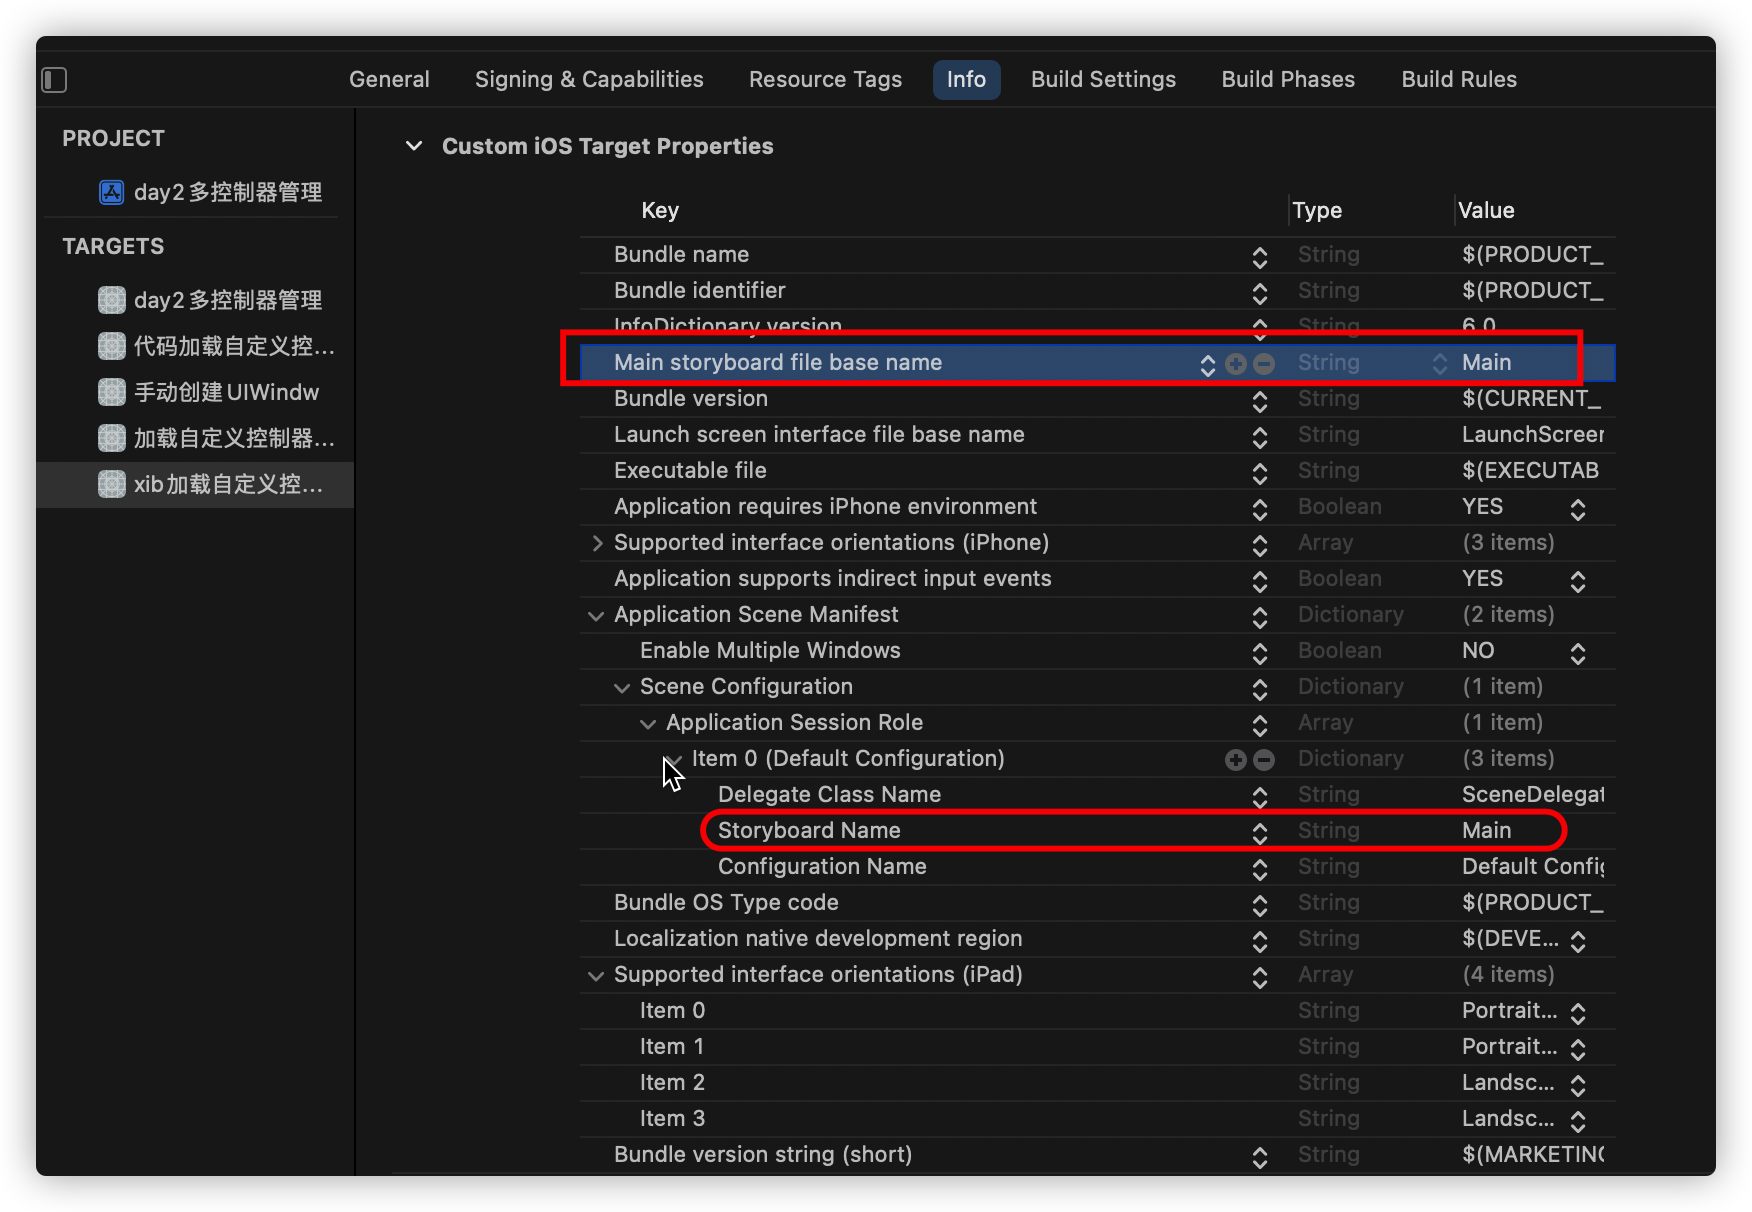 General Signing & Capabilities Resource Tags Info Build Settings Build Phases Build Rules
PROJECT
day2多控制器管理
TARGETS
day2多控制器管理
代码加载自定义控...
手动创建UIWindw
加载自定义控制器...
xib加载自定义控...
Custom iOS Target Properties
Key Type Value
Bundle name String $(PRODUCT_
Bundle identifier String $(PRODUCT_
InfoDictionary version String 6.0
Main storyboard file base name String Main
Bundle version String $(CURRENT_
Launch screen interface file base name String LaunchScreen
Executable file String $(EXECUTAB
Application requires iPhone environment Boolean YES
Supported interface orientations (iPhone) Array (3 items)
Application supports indirect input events Boolean YES
Application Scene Manifest Dictionary (2 items)
Enable Multiple Windows Boolean NO
Scene Configuration Dictionary (1 item)
Application Session Role Array (1 item)
Item 0 (Default Configuration) Dictionary (3 items)
Delegate Class Name String SceneDelegat
Storyboard Name String Main
Configuration Name String Default Config
Bundle OS Type code String $(PRODUCT_
Localization native development region String $(DEVE...
Supported interface orientations (iPad) Array (4 items)
Item 0 String Portrait...
Item 1 String Portrait...
Item 2 String Landsc...
Item 3 String Landsc...
Bundle version string (short) String $(MARKETING